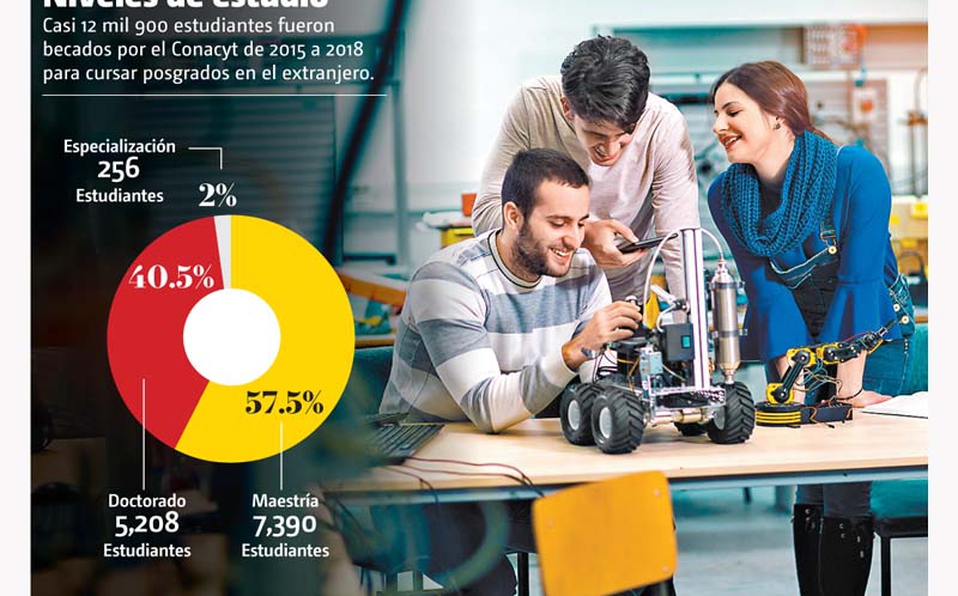 Niveles de estudio
Casi 12 mil 900 estudiantes fueron
becados por el Conacyt de 2015 a 2018
para cursar posgrados en el extranjero.
Especialización
256
Estudiantes
2%
40.5%
57.5%
Doctorado
5,208
Estudiantes
Maestría
7,390
Estudiantes